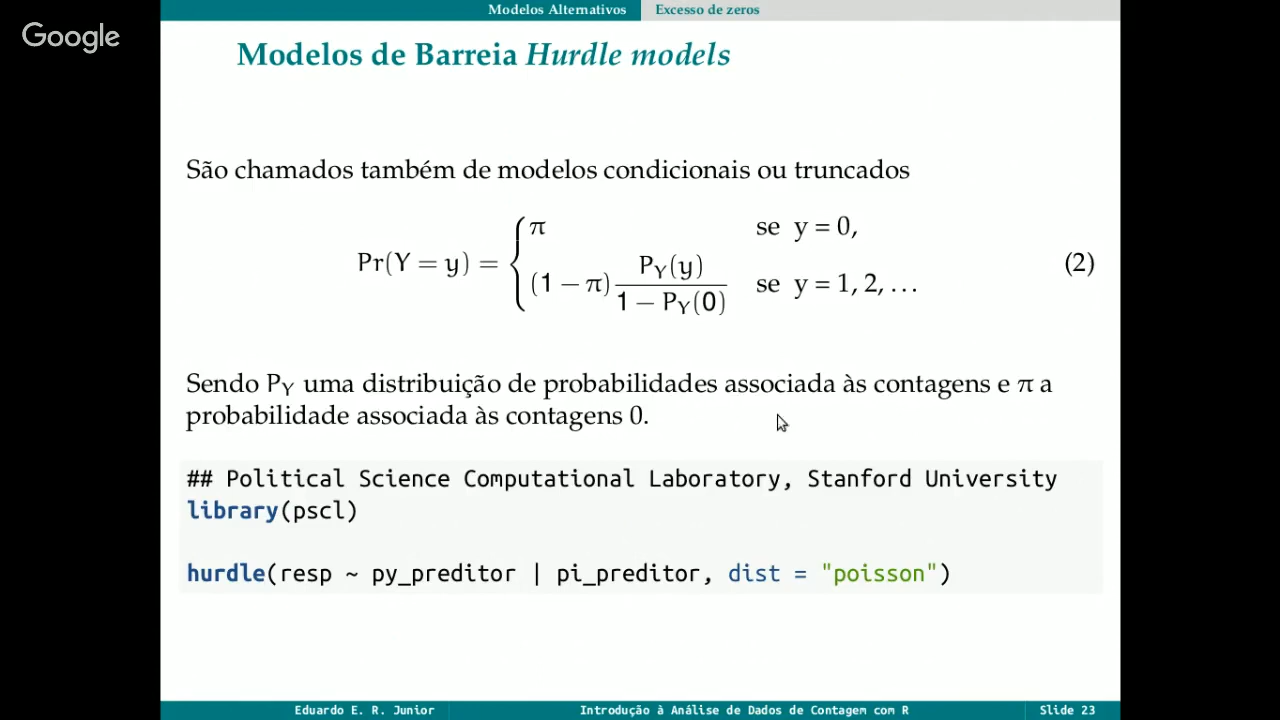 Modelos Alternativos Excesso de zeros
Google
Modelos de Barreia Hurdle models
São chamados também de modelos condicionais ou truncados
Pr(Y = y) = { π se y = 0,
(1 − π) P_Y(y) / 1 − P_Y(0) se y = 1, 2, … (2)
Sendo P_Y uma distribuição de probabilidades associada às contagens e π a
probabilidade associada às contagens 0.
## Political Science Computational Laboratory, Stanford University
library(pscl)
hurdle(resp ~ py_preditor | pi_preditor, dist = "poisson")
Eduardo E. R. Junior Introdução à Análise de Dados de Contagem com R Slide 23